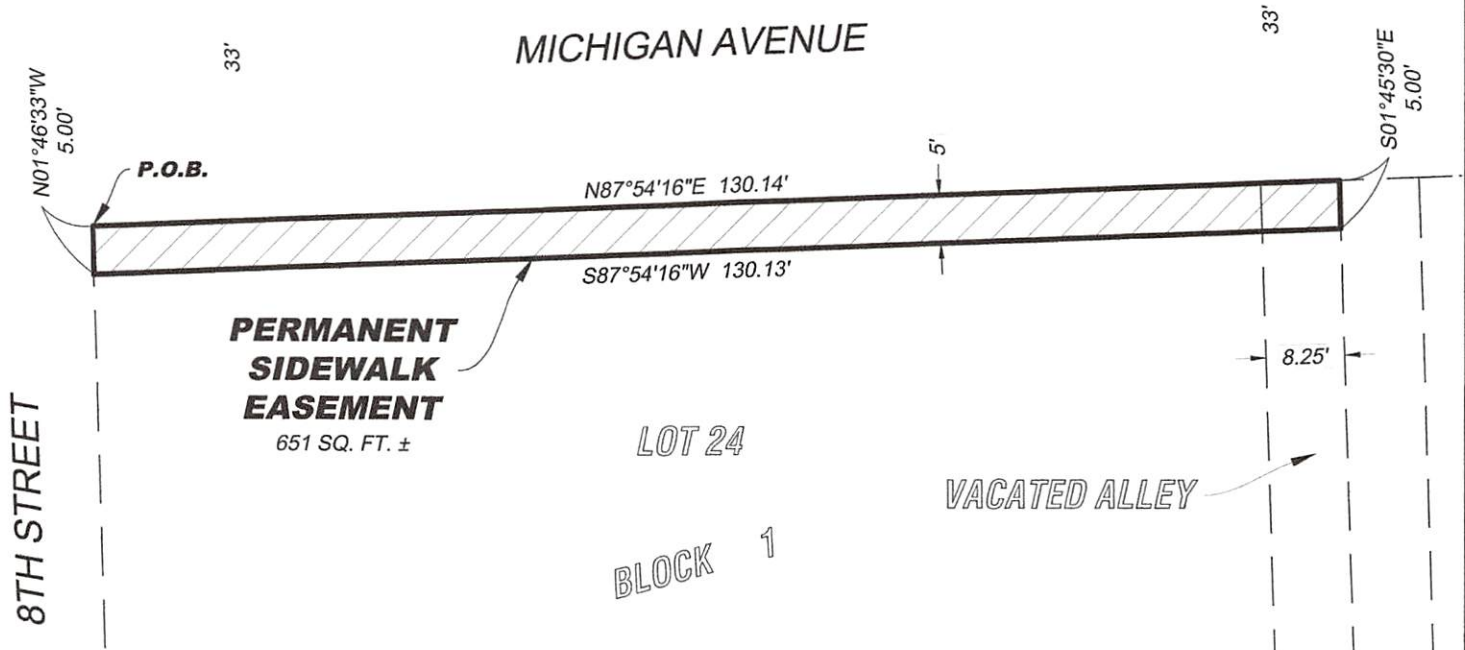 MICHIGAN AVENUE
33'
33'
N01°46'33"W
5.00'
S01°45'30"E
5.00'
P.O.B.
N87°54'16"E 130.14'
5'
S87°54'16"W 130.13'
PERMANENT
SIDEWALK
EASEMENT
651 SQ. FT. ±
8.25'
8TH STREET
LOT 24
VACATED ALLEY
BLOCK 1